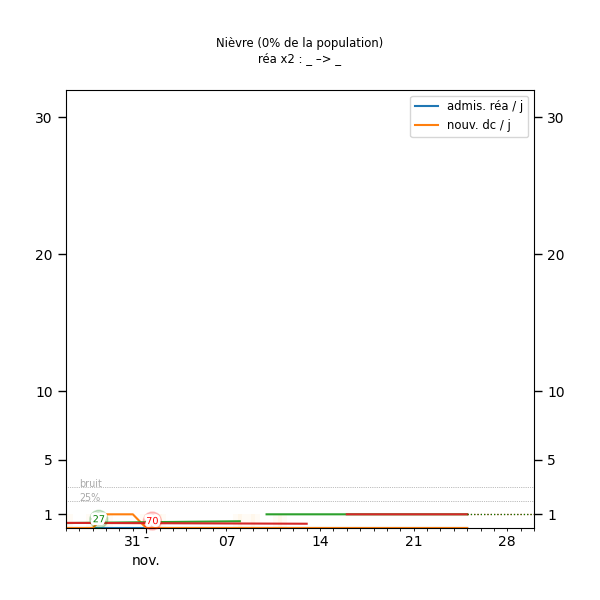 Nièvre (0% de la population)
réa x2 : _ –> _
admis. réa / j
nouv. dc / j
30 30
20 20
10 10
5 5
bruit
25%
1 27 70 1
31 - 07 14 21 28
nov.